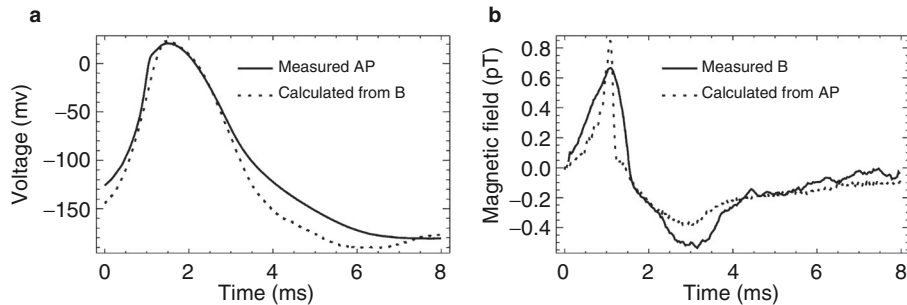 a
Voltage (mv)
0
−50
−100
−150
Measured AP
Calculated from B
0 2 4 6 8
Time (ms)
b
Magnetic field (pT)
0.8
0.6
0.4
0.2
0.0
−0.2
−0.4
−0.6
Measured B
Calculated from AP
0 2 4 6 8
Time (ms)